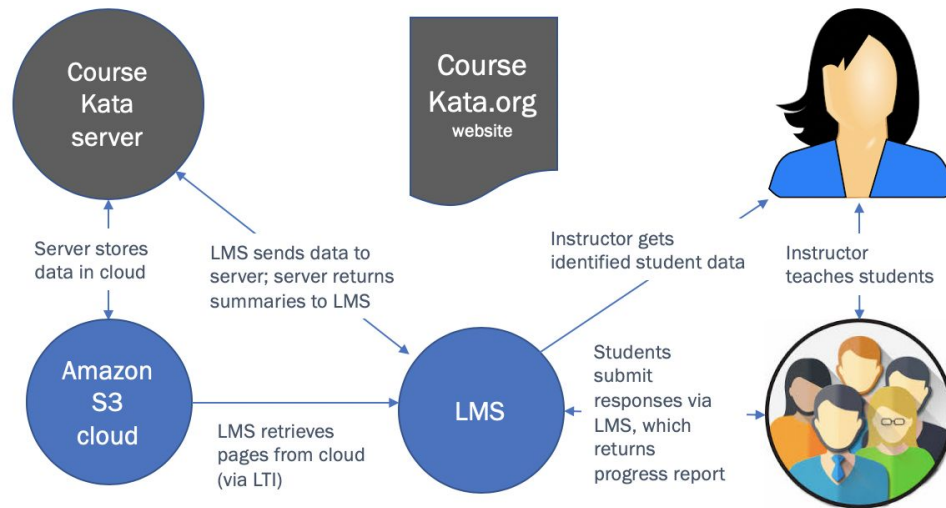 Course
Kata
server
Course
Kata.org
website
Server stores
data in cloud
LMS sends data to
server; server returns
summaries to LMS
Instructor gets
identified student data
Instructor
teaches students
Amazon
S3
cloud
LMS retrieves
pages from cloud
(via LTI)
LMS
Students
submit
responses via
LMS, which
returns
progress report